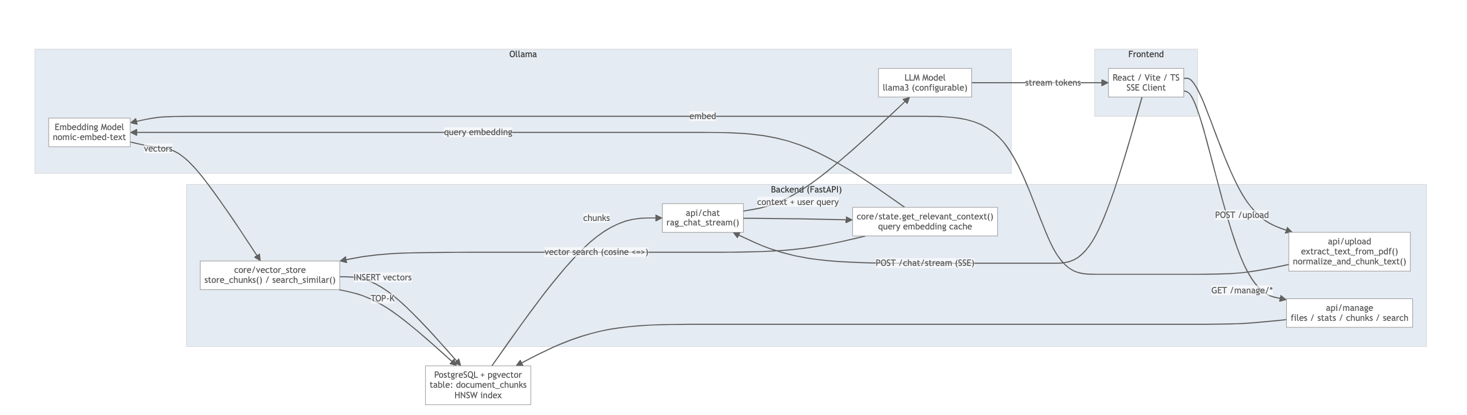 Ollama
Frontend
LLM Model
llama3 (configurable)
stream tokens
React / Vite / TS
SSE Client
embed
Embedding Model
nomic-embed-text
query embedding
vectors
Backend (FastAPI)
context + user query
api/chat
rag_chat_stream()
core/state.get_relevant_context()
query embedding cache
chunks
POST /upload
api/upload
extract_text_from_pdf()
normalize_and_chunk_text()
vector search (cosine <=>)
POST /chat/stream (SSE)
core/vector_store
store_chunks() / search_similar()
INSERT vectors
TOP-K
GET /manage/*
api/manage
files / stats / chunks / search
PostgreSQL + pgvector
table: document_chunks
HNSW index